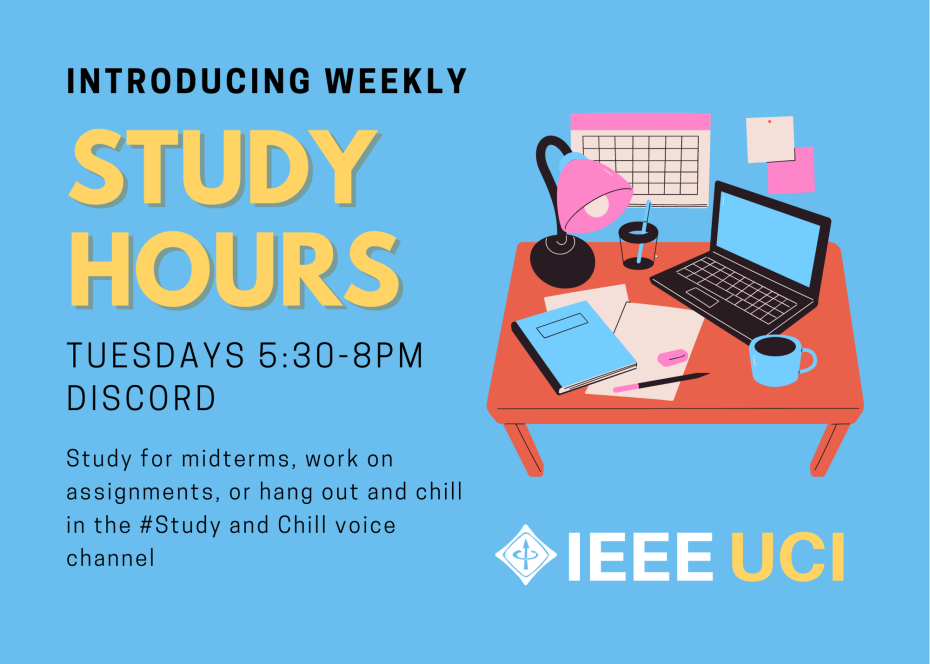 INTRODUCING WEEKLY
STUDY
HOURS
TUESDAYS 5:30-8PM
DISCORD
Study for midterms, work on
assignments, or hang out and chill
in the #Study and Chill voice
channel
IEEE UCI